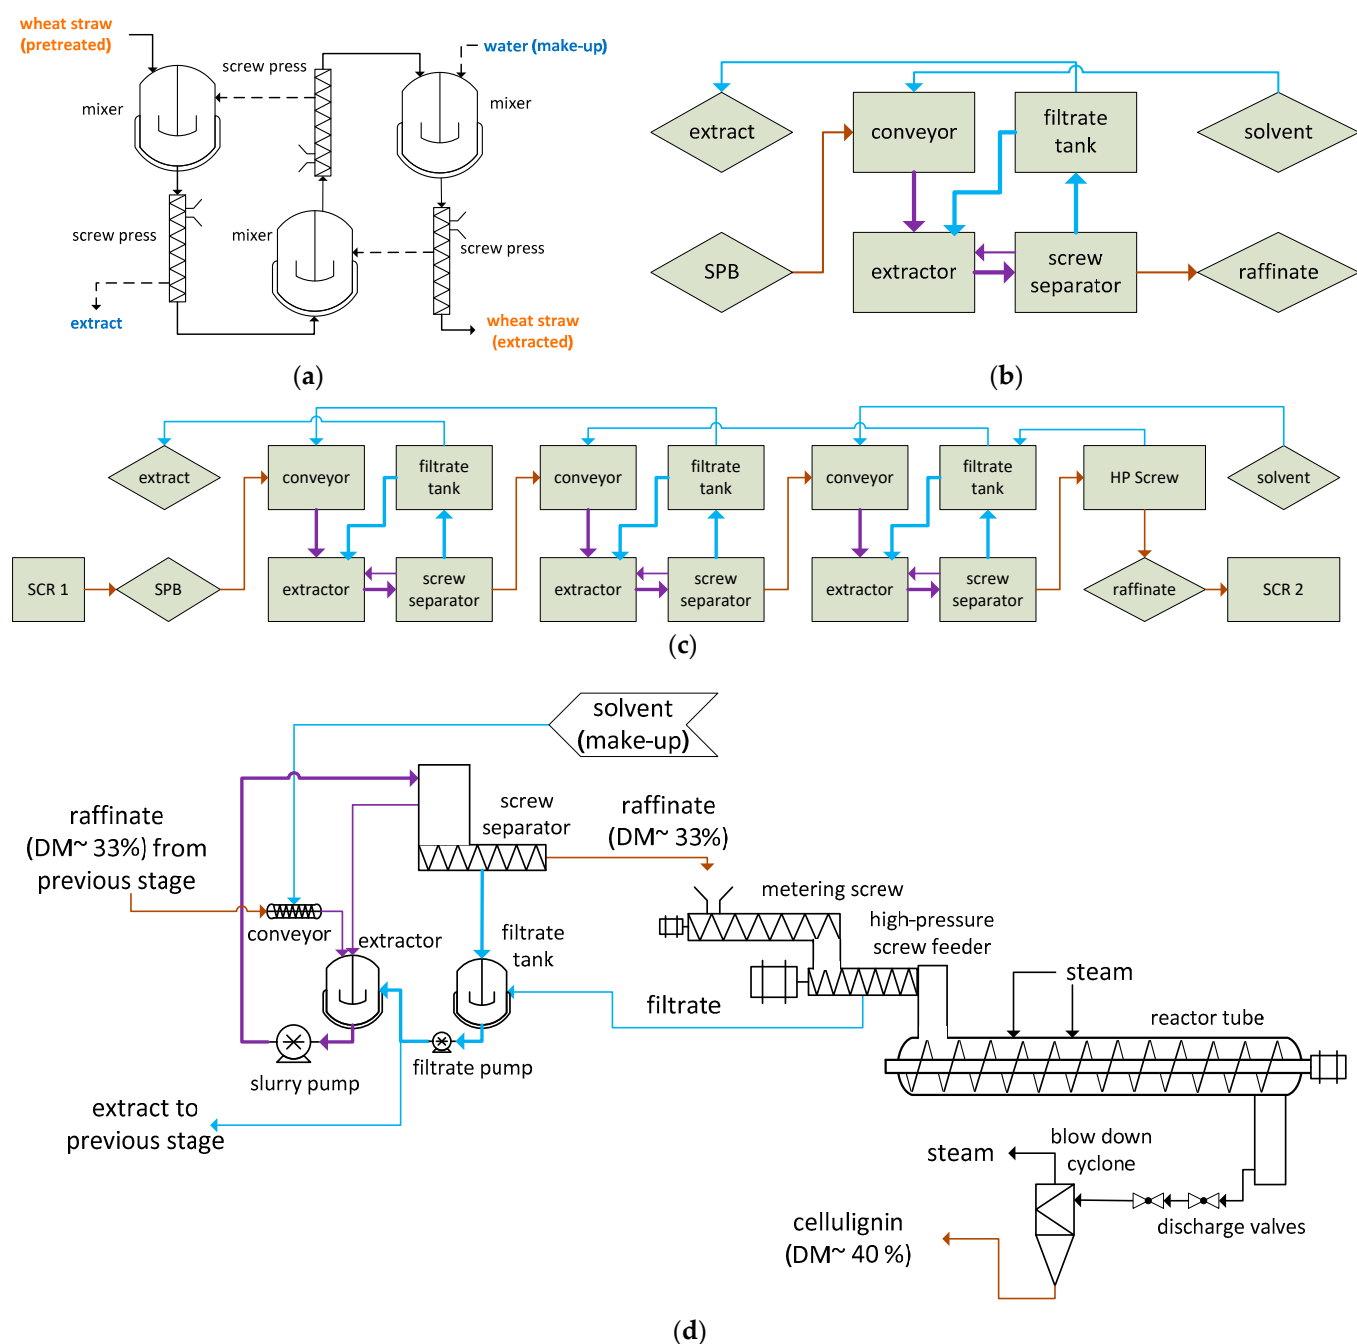 wheat straw
(pretreated)
water (make-up)
screw press
mixer
mixer
screw press
mixer
screw press
extract
wheat straw
(extracted)
(a)
extract
conveyor
filtrate
tank
solvent
SPB
extractor
screw
separator
raffinate
(b)
extract
conveyor
filtrate
tank
conveyor
filtrate
tank
conveyor
filtrate
tank
HP Screw
solvent
SCR 1
SPB
extractor
screw
separator
extractor
screw
separator
extractor
screw
separator
raffinate
SCR 2
(c)
solvent
(make-up)
raffinate
(DM~ 33%) from
previous stage
screw
separator
raffinate
(DM~ 33%)
metering screw
high-pressure
screw feeder
conveyor
extractor
filtrate
tank
filtrate
steam
reactor tube
slurry pump
filtrate pump
extract to
previous stage
steam
blow down
cyclone
discharge valves
cellulignin
(DM~ 40 %)
(d)